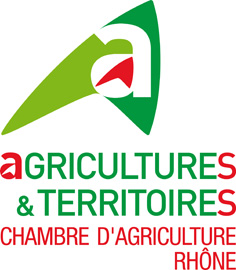 a
aGRICULTURES
& TERRITOIRES
CHAMBRE D'AGRICULTURE
RHÔNE